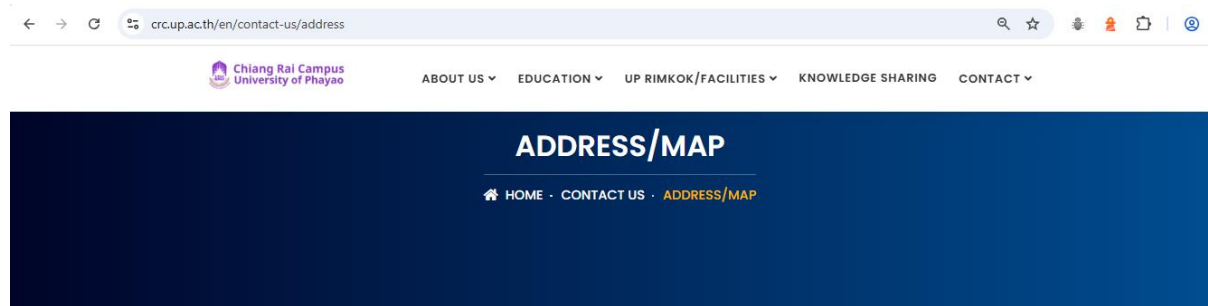 crc.up.ac.th/en/contact-us/address
Chiang Rai Campus
University of Phayao
ABOUT US
EDUCATION
UP RIMKOK/FACILITIES
KNOWLEDGE SHARING
CONTACT
ADDRESS/MAP
HOME · CONTACT US · ADDRESS/MAP